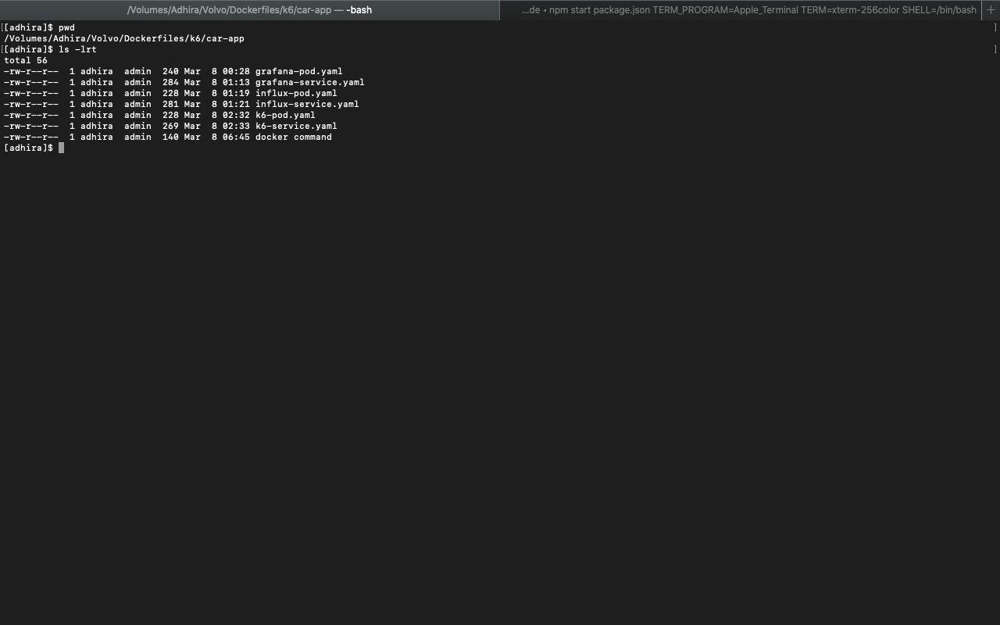 /Volumes/Adhira/Volvo/Dockerfiles/k6/car-app — -bash
...de ◂ npm start package.json TERM_PROGRAM=Apple_Terminal TERM=xterm-256color SHELL=/bin/bash +
[[adhira]$ pwd ]
/Volumes/Adhira/Volvo/Dockerfiles/k6/car-app
[[adhira]$ ls -lrt ]
total 56
-rw-r--r-- 1 adhira admin 240 Mar 8 00:28 grafana-pod.yaml
-rw-r--r-- 1 adhira admin 284 Mar 8 01:13 grafana-service.yaml
-rw-r--r-- 1 adhira admin 228 Mar 8 01:19 influx-pod.yaml
-rw-r--r-- 1 adhira admin 281 Mar 8 01:21 influx-service.yaml
-rw-r--r-- 1 adhira admin 228 Mar 8 02:32 k6-pod.yaml
-rw-r--r-- 1 adhira admin 269 Mar 8 02:33 k6-service.yaml
-rw-r--r-- 1 adhira admin 140 Mar 8 06:45 docker command
[adhira]$